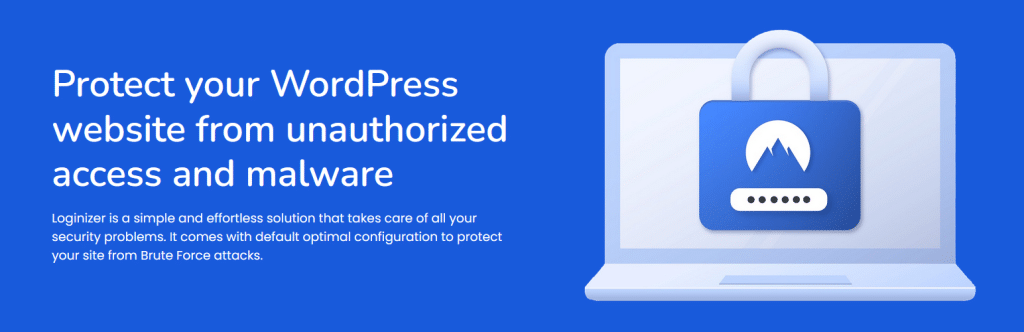 Protect your WordPress
website from unauthorized
access and malware
Loginizer is a simple and effortless solution that takes care of all your
security problems. It comes with default optimal configuration to protect
your site from Brute Force attacks.